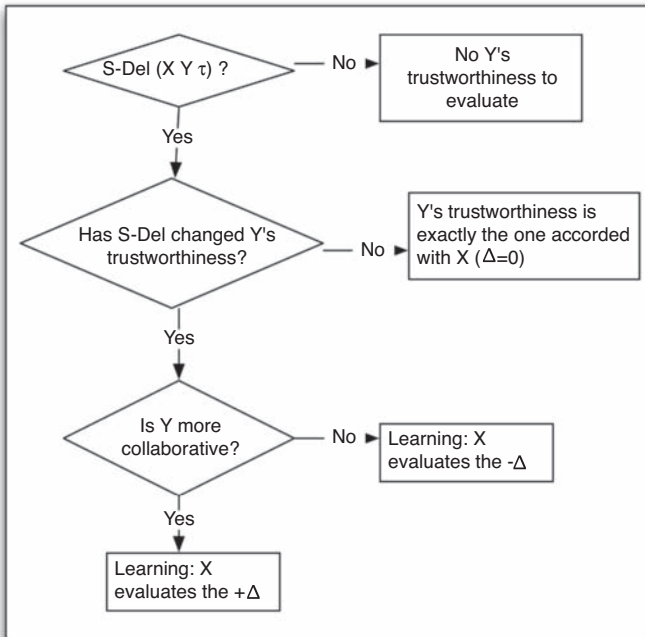 S-Del (X Y τ) ?
No
No Y's
trustworthiness to
evaluate
Yes
Has S-Del changed Y's
trustworthiness?
No
Y's trustworthiness is
exactly the one accorded
with X (Δ=0)
Yes
Is Y more
collaborative?
No
Learning: X
evaluates the -Δ
Yes
Learning: X
evaluates the +Δ